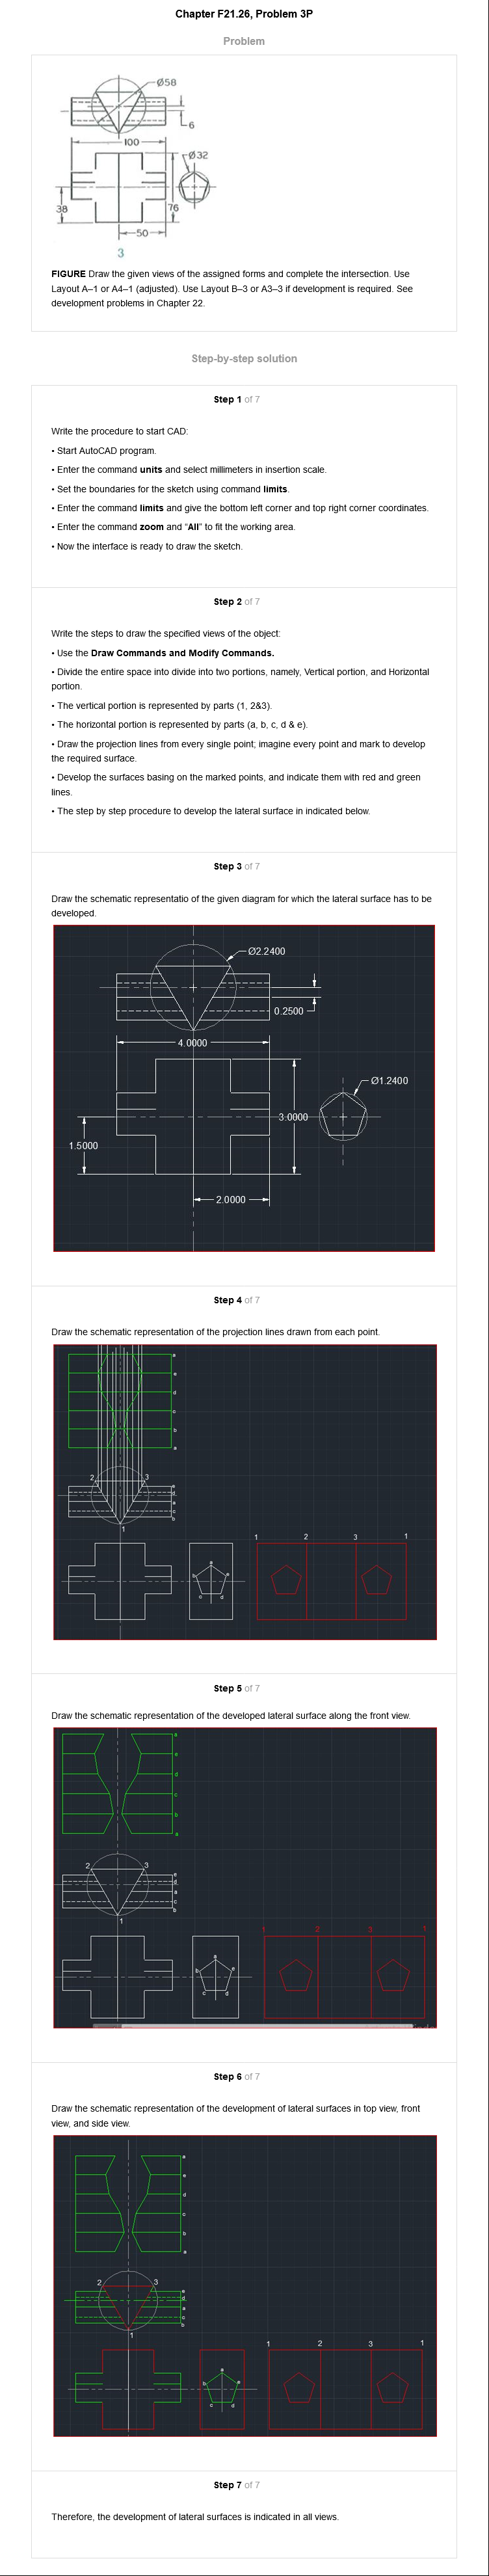 Chapter F21.26, Problem 3P
Problem
Ø58
6
100
Ø32
38
76
50
3
FIGURE Draw the given views of the assigned forms and complete the intersection. Use
Layout A–1 or A4–1 (adjusted). Use Layout B–3 or A3–3 if development is required. See
development problems in Chapter 22.
Step-by-step solution
Step 1 of 7
Write the procedure to start CAD:
• Start AutoCAD program.
• Enter the command units and select millimeters in insertion scale.
• Set the boundaries for the sketch using command limits.
• Enter the command limits and give the bottom left corner and top right corner coordinates.
• Enter the command zoom and “All” to fit the working area.
• Now the interface is ready to draw the sketch.
Step 2 of 7
Write the steps to draw the specified views of the object:
• Use the Draw Commands and Modify Commands.
• Divide the entire space into divide into two portions, namely, Vertical portion, and Horizontal
portion.
• The vertical portion is represented by parts (1, 2&3).
• The horizontal portion is represented by parts (a, b, c, d & e).
• Draw the projection lines from every single point; imagine every point and mark to develop
the required surface.
• Develop the surfaces basing on the marked points, and indicate them with red and green
lines.
• The step by step procedure to develop the lateral surface in indicated below.
Step 3 of 7
Draw the schematic representatio of the given diagram for which the lateral surface has to be
developed.
Ø2.2400
0.2500
4.0000
Ø1.2400
3.0000
1.5000
2.0000
Step 4 of 7
Draw the schematic representation of the projection lines drawn from each point.
a
e
d
c
b
a
2 3
e
d
a
c
b
1
1 2 3 1
a
b e
c d
Step 5 of 7
Draw the schematic representation of the developed lateral surface along the front view.
a
e
d
c
b
a
2 3
e
d
a
c
b
1
1 2 3 1
a
b e
c d
Step 6 of 7
Draw the schematic representation of the development of lateral surfaces in top view, front
view, and side view.
a
e
d
c
b
a
2 3
e
d
a
c
b
1
1 2 3 1
a
b e
c d
Step 7 of 7
Therefore, the development of lateral surfaces is indicated in all views.